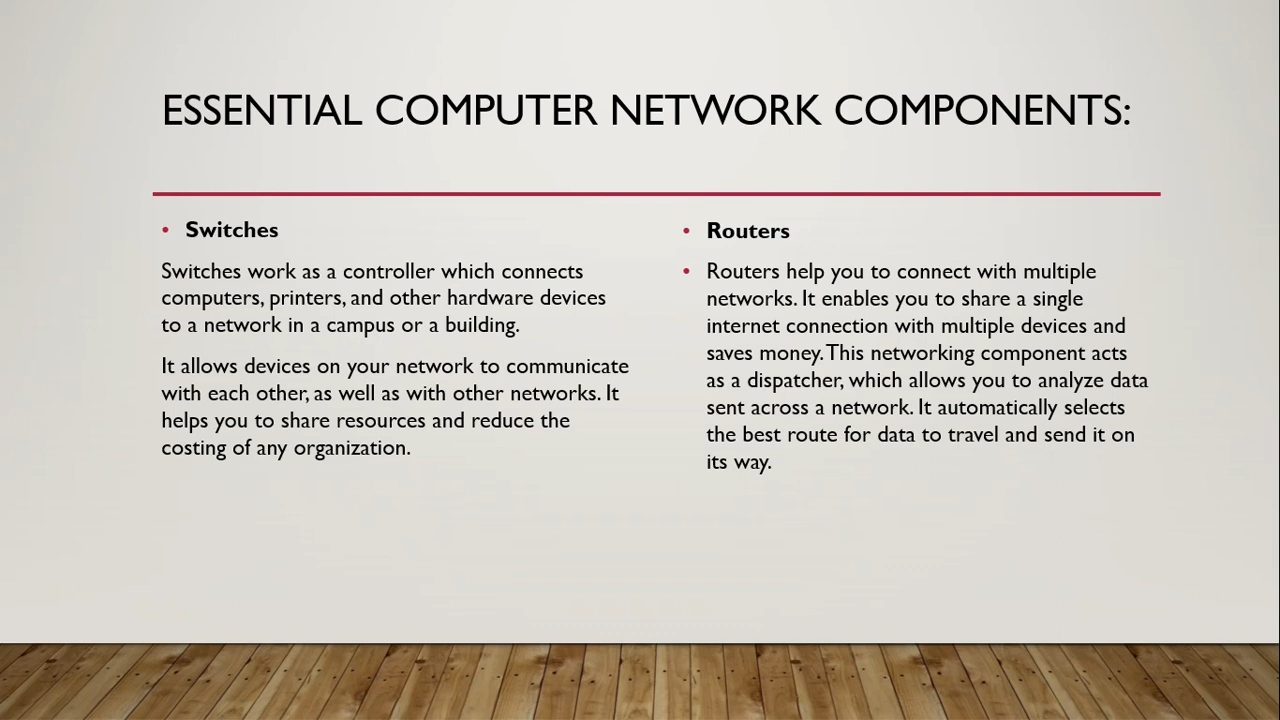 ESSENTIAL COMPUTER NETWORK COMPONENTS:
• Switches
Switches work as a controller which connects
computers, printers, and other hardware devices
to a network in a campus or a building.
It allows devices on your network to communicate
with each other, as well as with other networks. It
helps you to share resources and reduce the
costing of any organization.
• Routers
• Routers help you to connect with multiple
networks. It enables you to share a single
internet connection with multiple devices and
saves money. This networking component acts
as a dispatcher, which allows you to analyze data
sent across a network. It automatically selects
the best route for data to travel and send it on
its way.